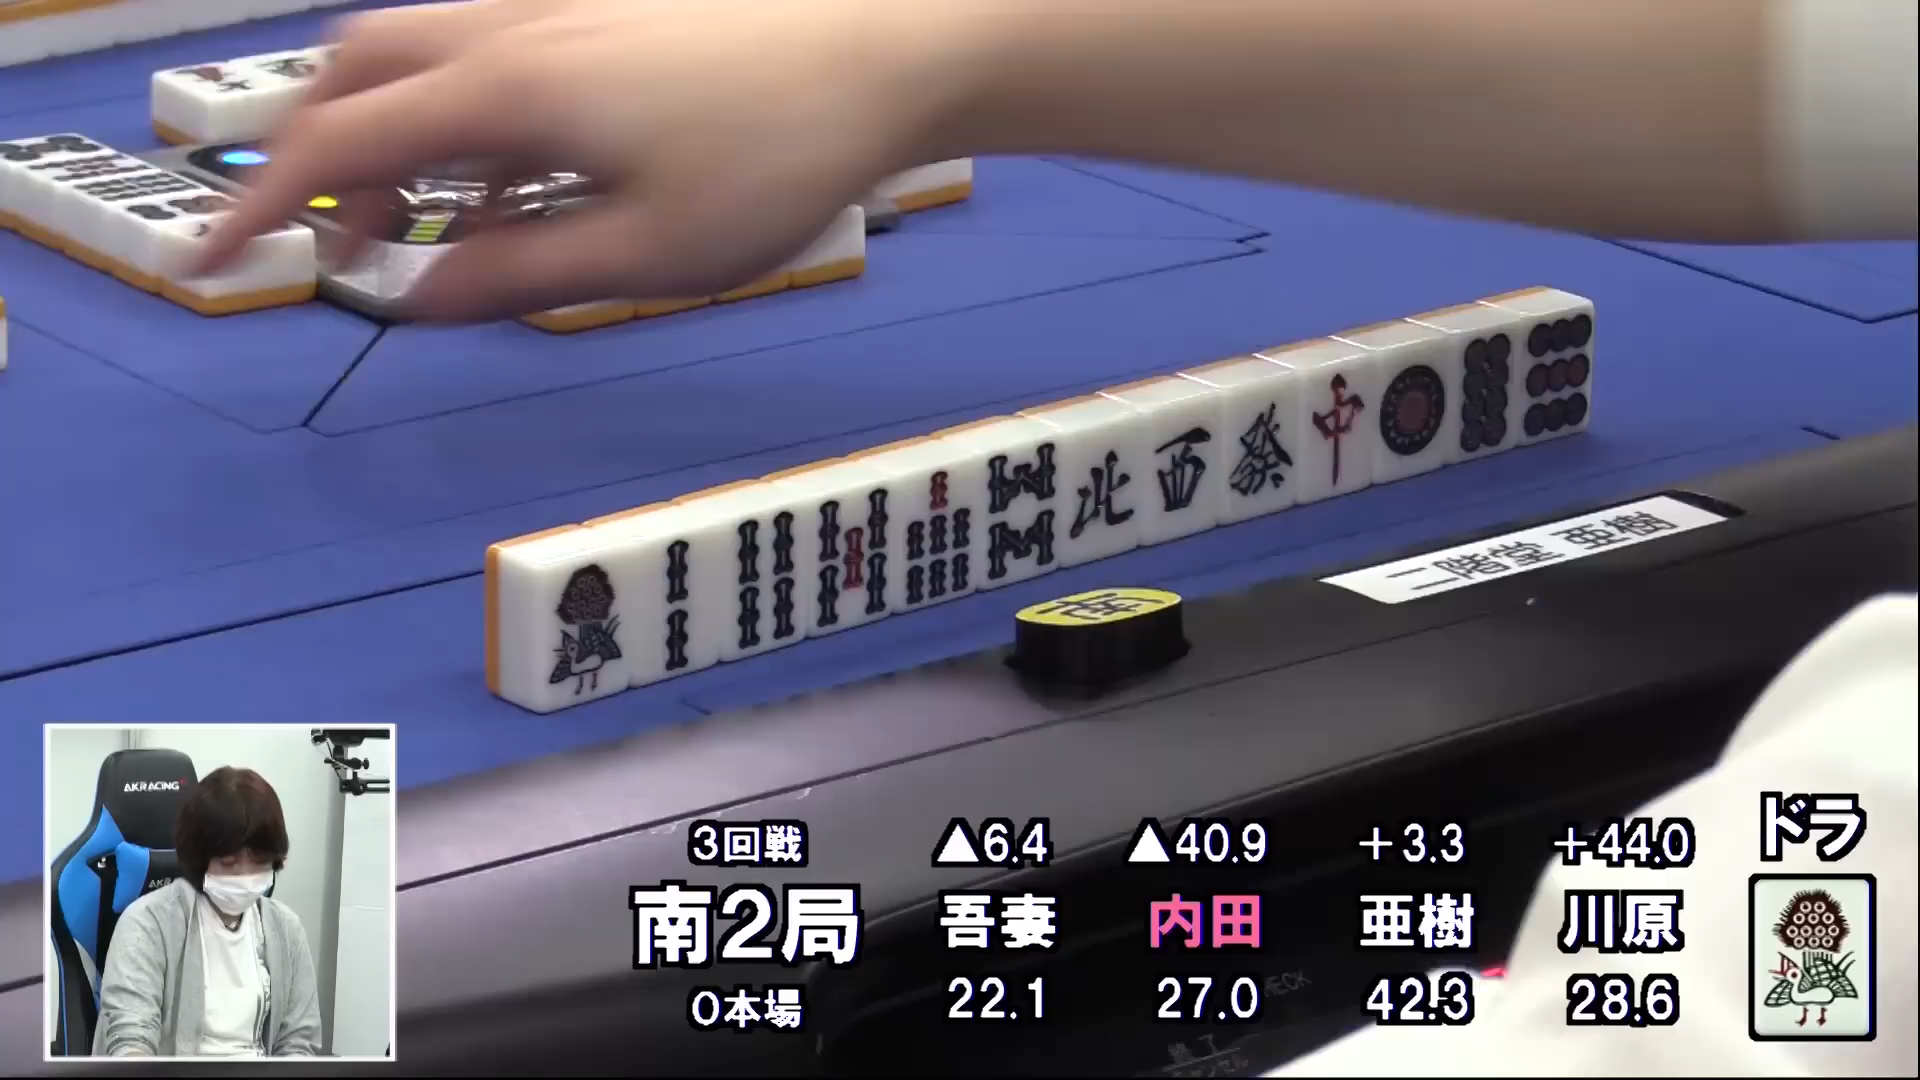 北 西 發 中
二階堂 亜樹
南
AKRACING
3回戦
南2局
0本場
▲6.4 ▲40.9 +3.3 +44.0
吾妻 内田 亜樹 川原
22.1 27.0 42.3 28.6
ドラ